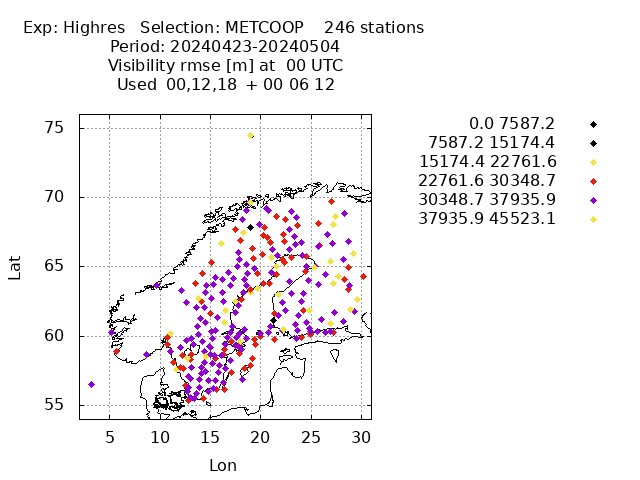 Exp: Highres   Selection: METCOOP    246 stations
Period: 20240423-20240504
Visibility rmse [m] at  00 UTC
Used  00,12,18  + 00 06 12
0.0 7587.2
7587.2 15174.4
15174.4 22761.6
22761.6 30348.7
30348.7 37935.9
37935.9 45523.1
75
70
65
60
55
Lat
5 10 15 20 25 30
Lon